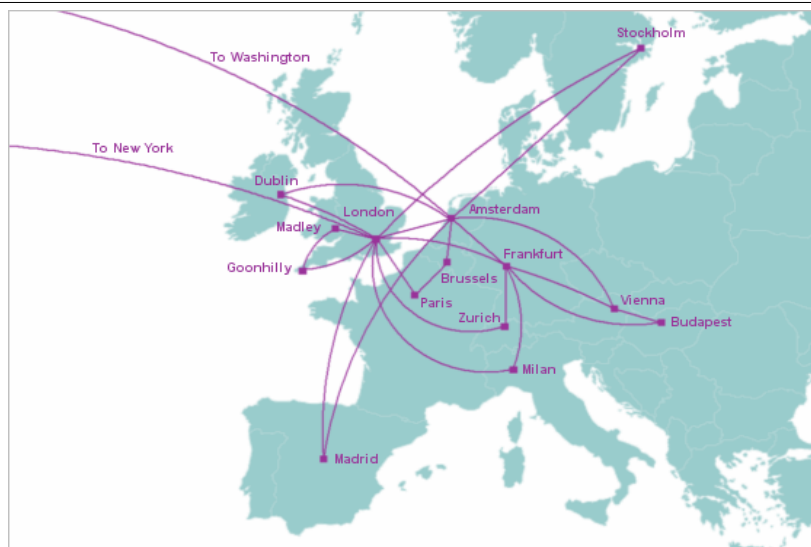 Stockholm
To Washington
To New York
Dublin
London
Amsterdam
Madley
Goonhilly
Frankfurt
Brussels
Paris
Vienna
Zurich
Budapest
Milan
Madrid